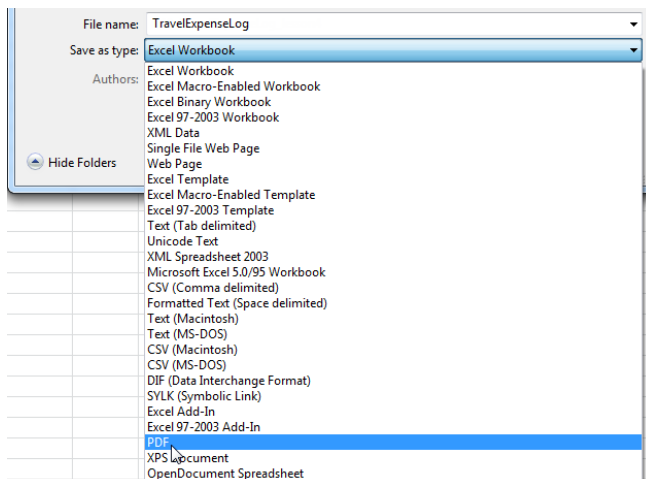 File name: TravelExpenseLog
Save as type: Excel Workbook
Authors:
Excel Workbook
Excel Macro-Enabled Workbook
Excel Binary Workbook
Excel 97-2003 Workbook
XML Data
Single File Web Page
Hide Folders
Web Page
Excel Template
Excel Macro-Enabled Template
Excel 97-2003 Template
Text (Tab delimited)
Unicode Text
XML Spreadsheet 2003
Microsoft Excel 5.0/95 Workbook
CSV (Comma delimited)
Formatted Text (Space delimited)
Text (Macintosh)
Text (MS-DOS)
CSV (Macintosh)
CSV (MS-DOS)
DIF (Data Interchange Format)
SYLK (Symbolic Link)
Excel Add-In
Excel 97-2003 Add-In
PDF
XPS Document
OpenDocument Spreadsheet